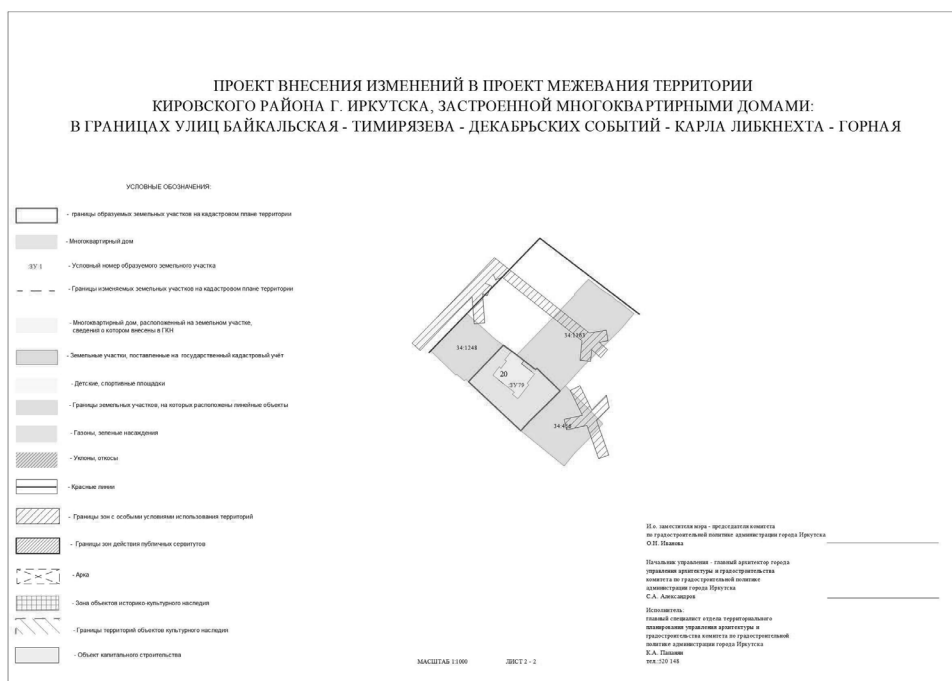 ПРОЕКТ ВНЕСЕНИЯ ИЗМЕНЕНИЙ В ПРОЕКТ МЕЖЕВАНИЯ ТЕРРИТОРИИ
КИРОВСКОГО РАЙОНА Г. ИРКУТСКА, ЗАСТРОЕННОЙ МНОГОКВАРТИРНЫМИ ДОМАМИ:
В ГРАНИЦАХ УЛИЦ БАЙКАЛЬСКАЯ - ТИМИРЯЗЕВА - ДЕКАБРЬСКИХ СОБЫТИЙ - КАРЛА ЛИБКНЕХТА - ГОРНАЯ
УСЛОВНЫЕ ОБОЗНАЧЕНИЯ:
- границы образуемых земельных участков на кадастровом плане территории
- Многоквартирный дом
ЗУ 1
- Условный номер образуемого земельного участка
- Границы изменяемых земельных участков на кадастровом плане территории
- Многоквартирный дом, расположенный на земельном участке,
сведения о котором внесены в ГКН
- Земельные участки, поставленные на государственный кадастровый учёт
- Детские, спортивные площадки
- Границы земельных участков, на которых расположены линейные объекты
- Газоны, зеленые насаждения
- Уклоны, откосы
- Красные линии
- Границы зон с особыми условиями использования территорий
- Границы зон действия публичных сервитутов
- Арка
- Зона объектов историко-культурного наследия
- Границы территорий объектов культурного наследия
- Объект капитального строительства
34:1248
20
ЗУ79
И.о. заместителя мэра - председателя комитета
по градостроительной политике администрации города Иркутска
О.Н. Иванова
Начальник управления - главный архитектор города
управления архитектуры и градостроительства
комитета по градостроительной политике
администрации города Иркутска
С.А. Александров
Исполнитель:
главный специалист отдела территориального
планирования управления архитектуры и
градостроительства комитета по градостроительной
политике администрации города Иркутска
К.А.
тел.:520 148
МАСШТАБ 1:1000
ЛИСТ 2 - 2